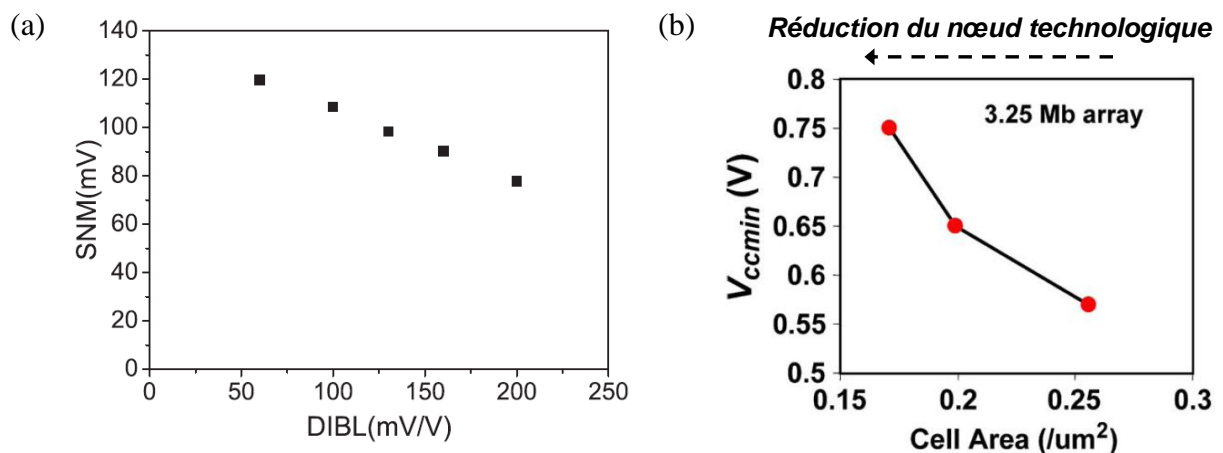 (a)
140
120
100
80
60
40
20
0
SNM(mV)
0 50 100 150 200 250
DIBL(mV/V)
(b)
Réduction du nœud technologique
0.8
0.75
0.7
0.65
0.6
0.55
0.5
Vccmin (V)
3.25 Mb array
0.15 0.2 0.25 0.3
Cell Area (/um²)